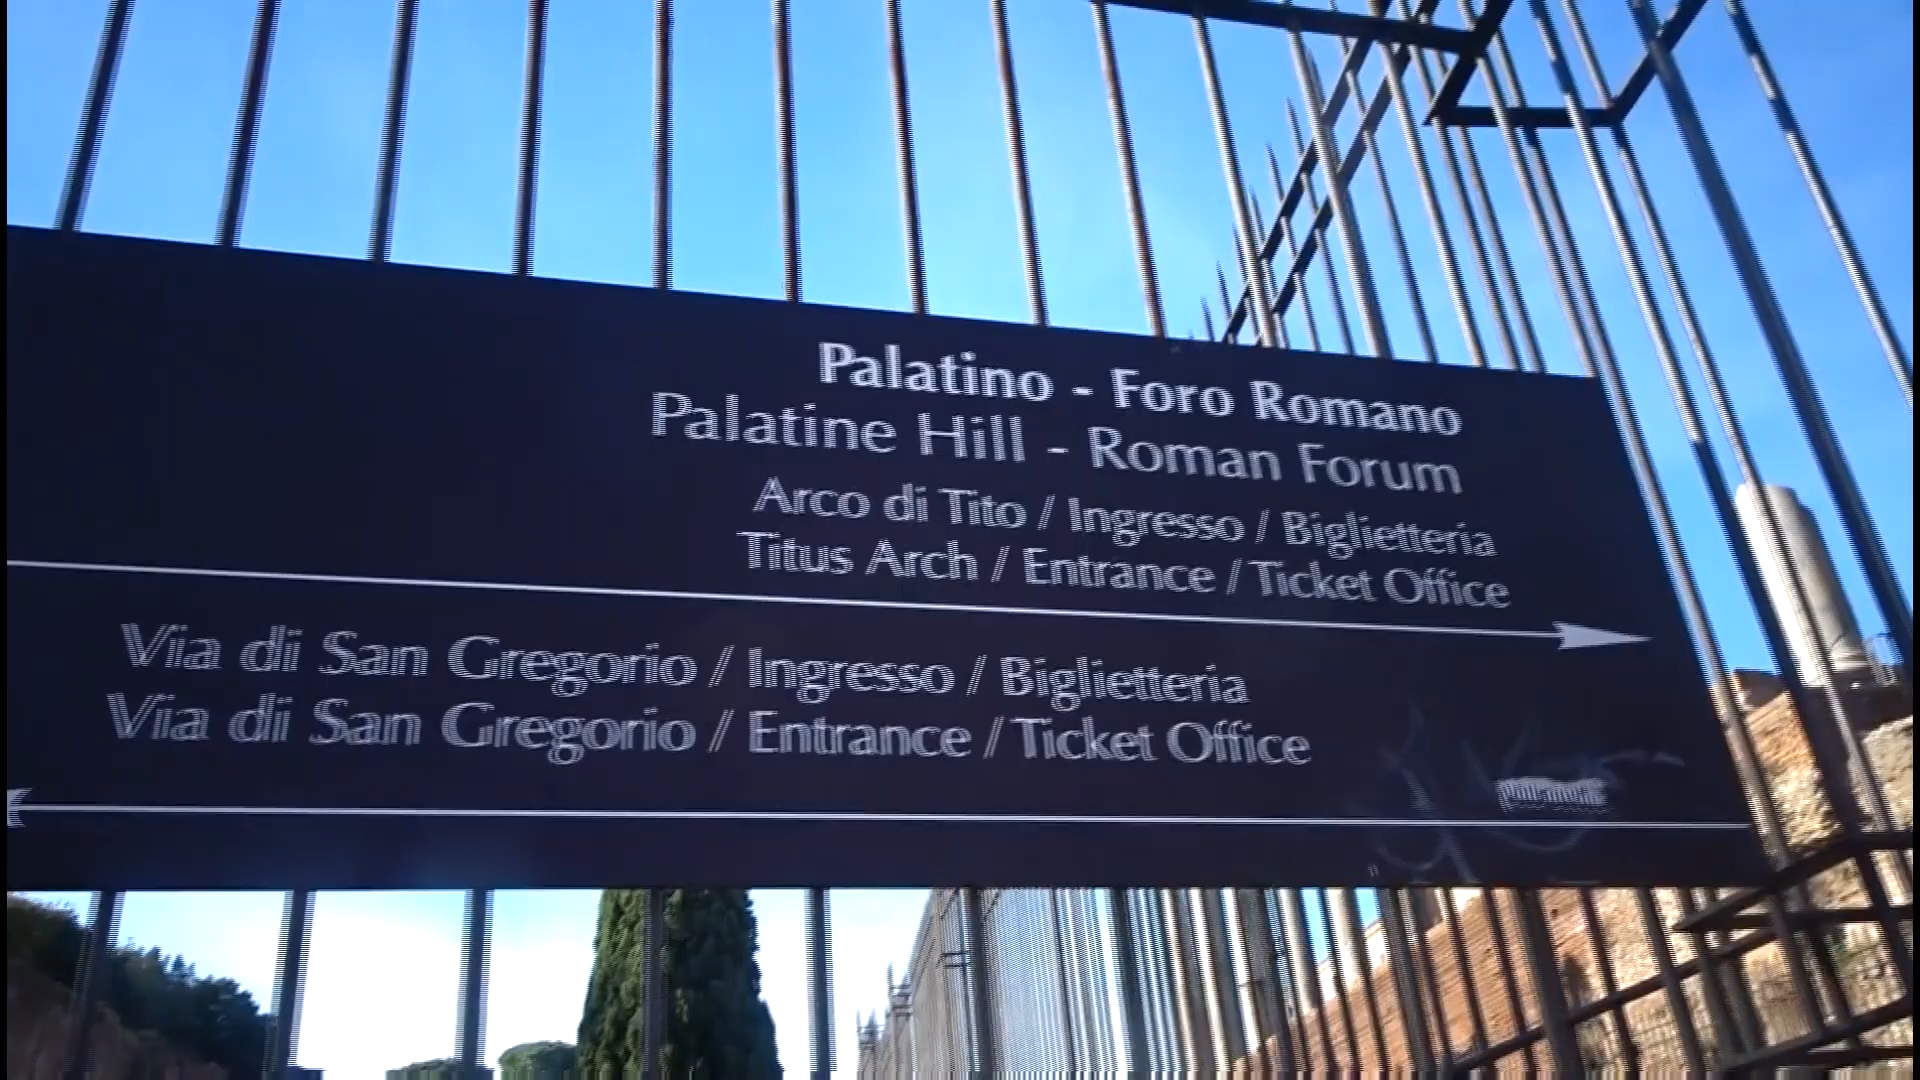 Palatino - Foro Romano
Palatine Hill - Roman Forum
Arco di Tito / Ingresso / Biglietteria
Titus Arch / Entrance / Ticket Office
Via di San Gregorio / Ingresso / Biglietteria
Via di San Gregorio / Entrance / Ticket Office